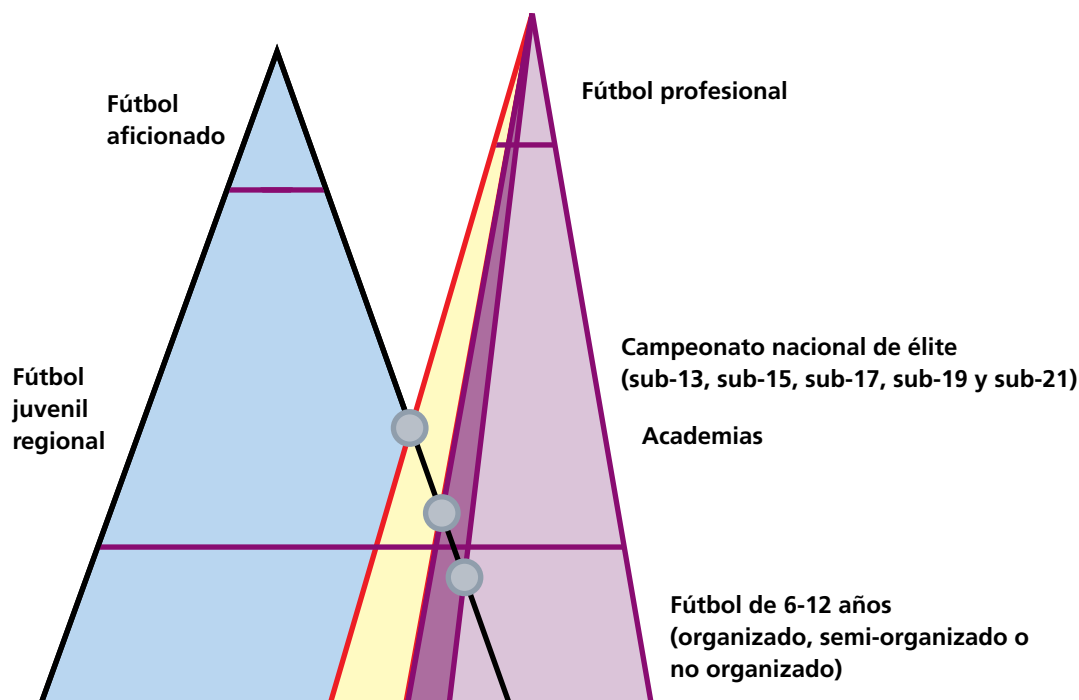 Fútbol
aficionado
Fútbol profesional
Fútbol
juvenil
regional
Campeonato nacional de élite
(sub-13, sub-15, sub-17, sub-19 y sub-21)
Academias
Fútbol de 6-12 años
(organizado, semi-organizado o
no organizado)